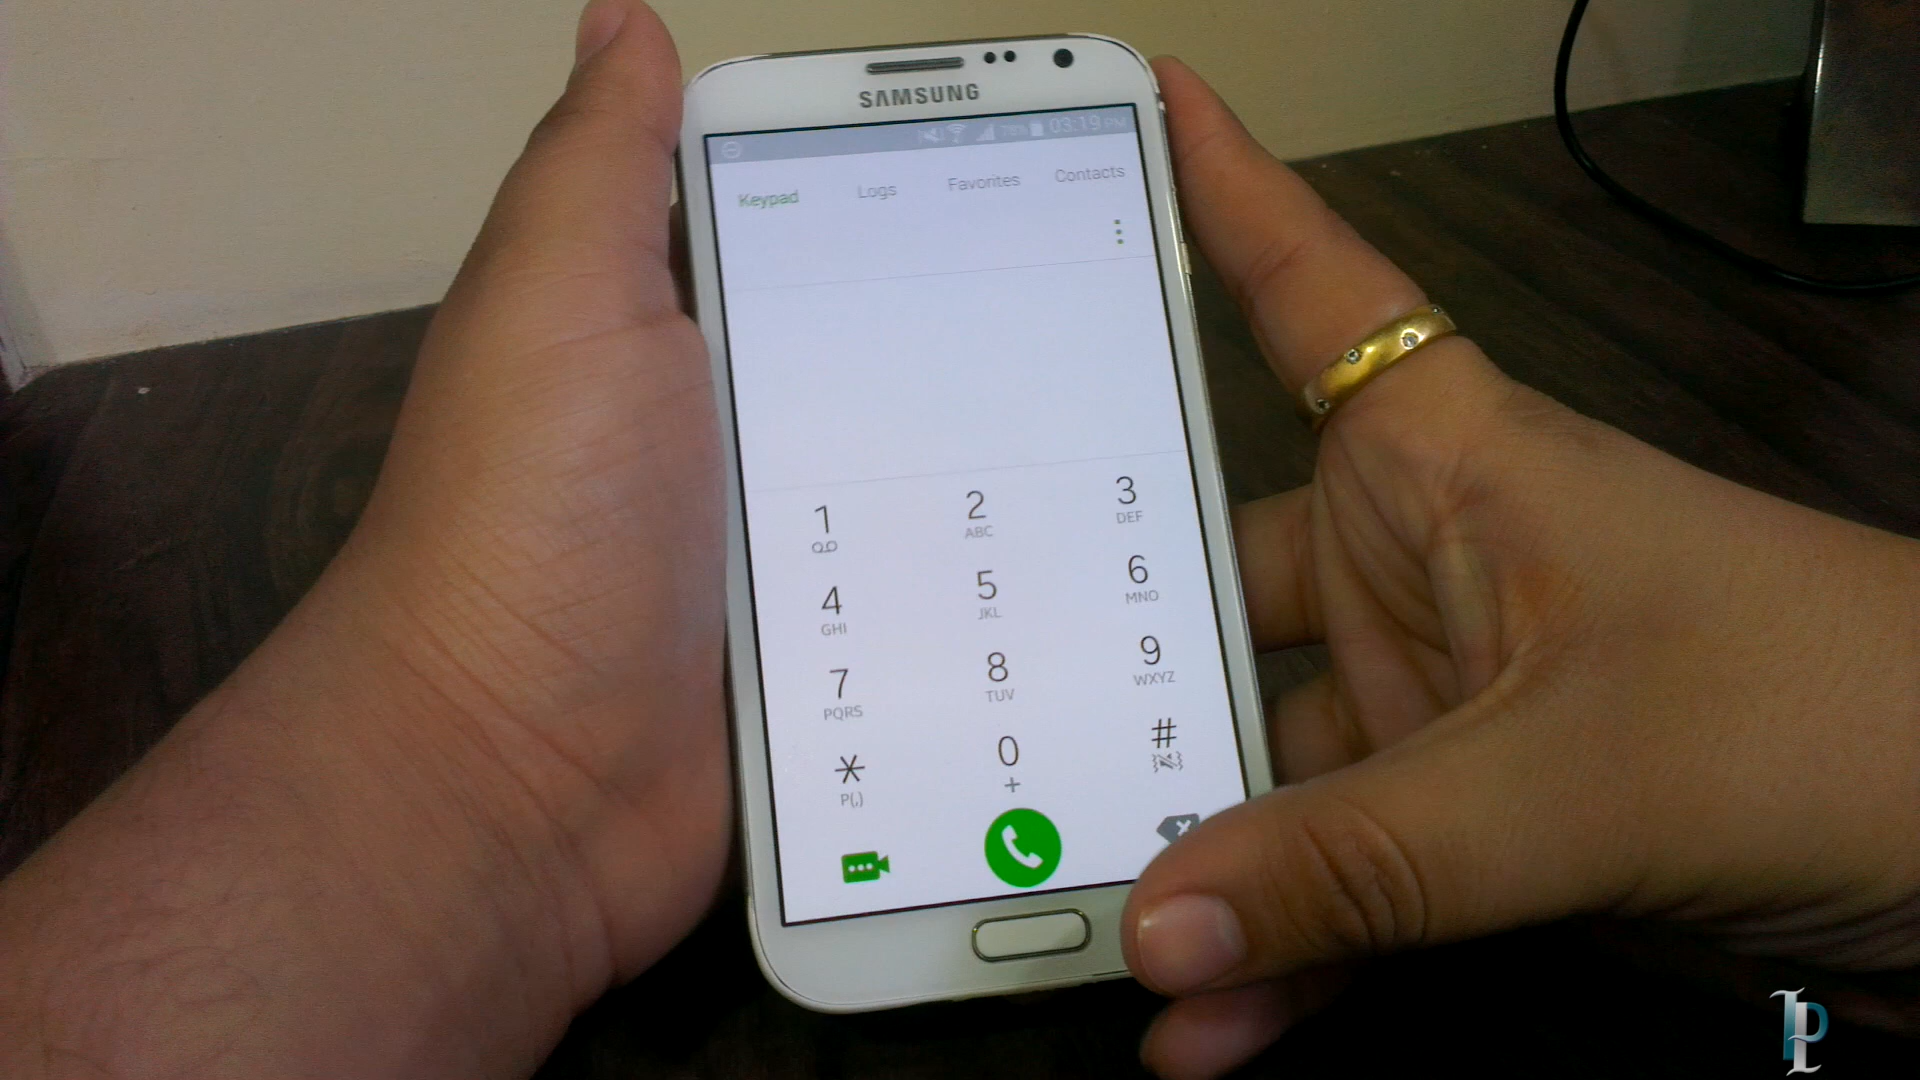 SAMSUNG
78% 03:19 PM
Keypad Logs Favorites Contacts
1 2 3
ABC DEF
4 5 6
GHI JKL MNO
7 8 9
PQRS TUV WXYZ
* 0 #
P(,) +